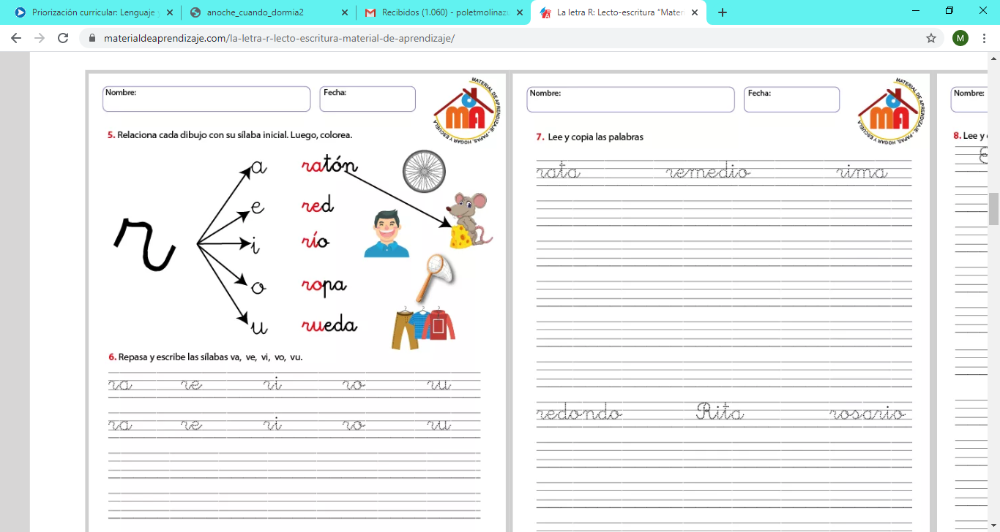 Priorización curricular: Lenguaje
anoche_cuando_dormia2
Recibidos (1.060) - poletmolinazu
La letra R: Lecto-escritura "Mater
materialdeaprendizaje.com/la-letra-r-lecto-escritura-material-de-aprendizaje/
M
Nombre:
Fecha:
MATERIAL DE APRENDIZAJE - PAPAS, HOGAR Y ESCUELA
dmA
5. Relaciona cada dibujo con su sílaba inicial. Luego, colorea.
r
a
e
i
o
u
ratón
red
río
ropa
rueda
6. Repasa y escribe las sílabas va, ve, vi, vo, vu.
ra re ri ro ru
ra re ri ro ru
Nombre:
Fecha:
MATERIAL DE APRENDIZAJE - PAPAS, HOGAR Y ESCUELA
dmA
7. Lee y copia las palabras
rata remedio rima
redondo Rita rosario
Nombre:
8. Lee y